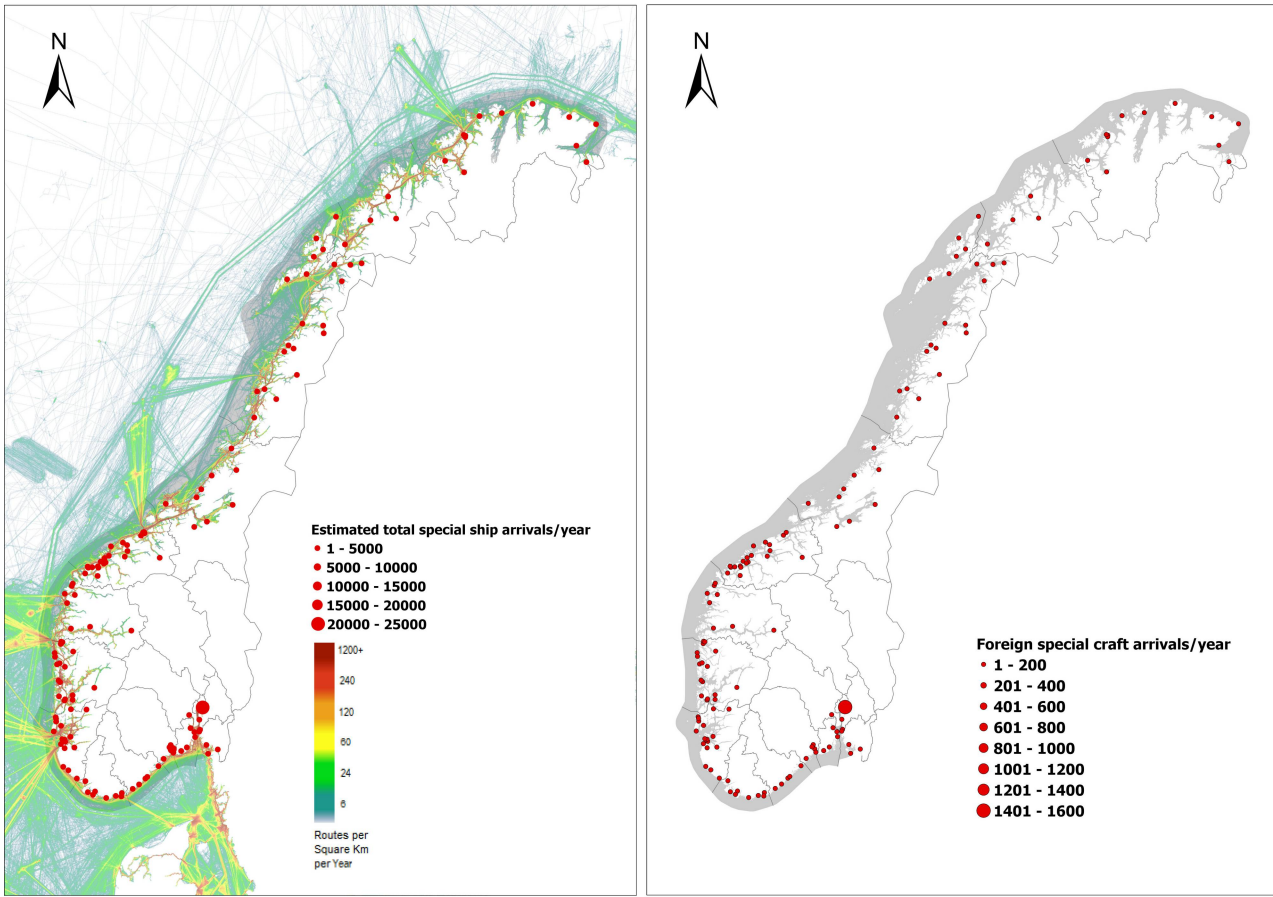 N
Estimated total special ship arrivals/year
1 - 5000
5000 - 10000
10000 - 15000
15000 - 20000
20000 - 25000
1200+
240
120
60
24
6
Routes per
Square Km
per Year
N
Foreign special craft arrivals/year
1 - 200
201 - 400
401 - 600
601 - 800
801 - 1000
1001 - 1200
1201 - 1400
1401 - 1600